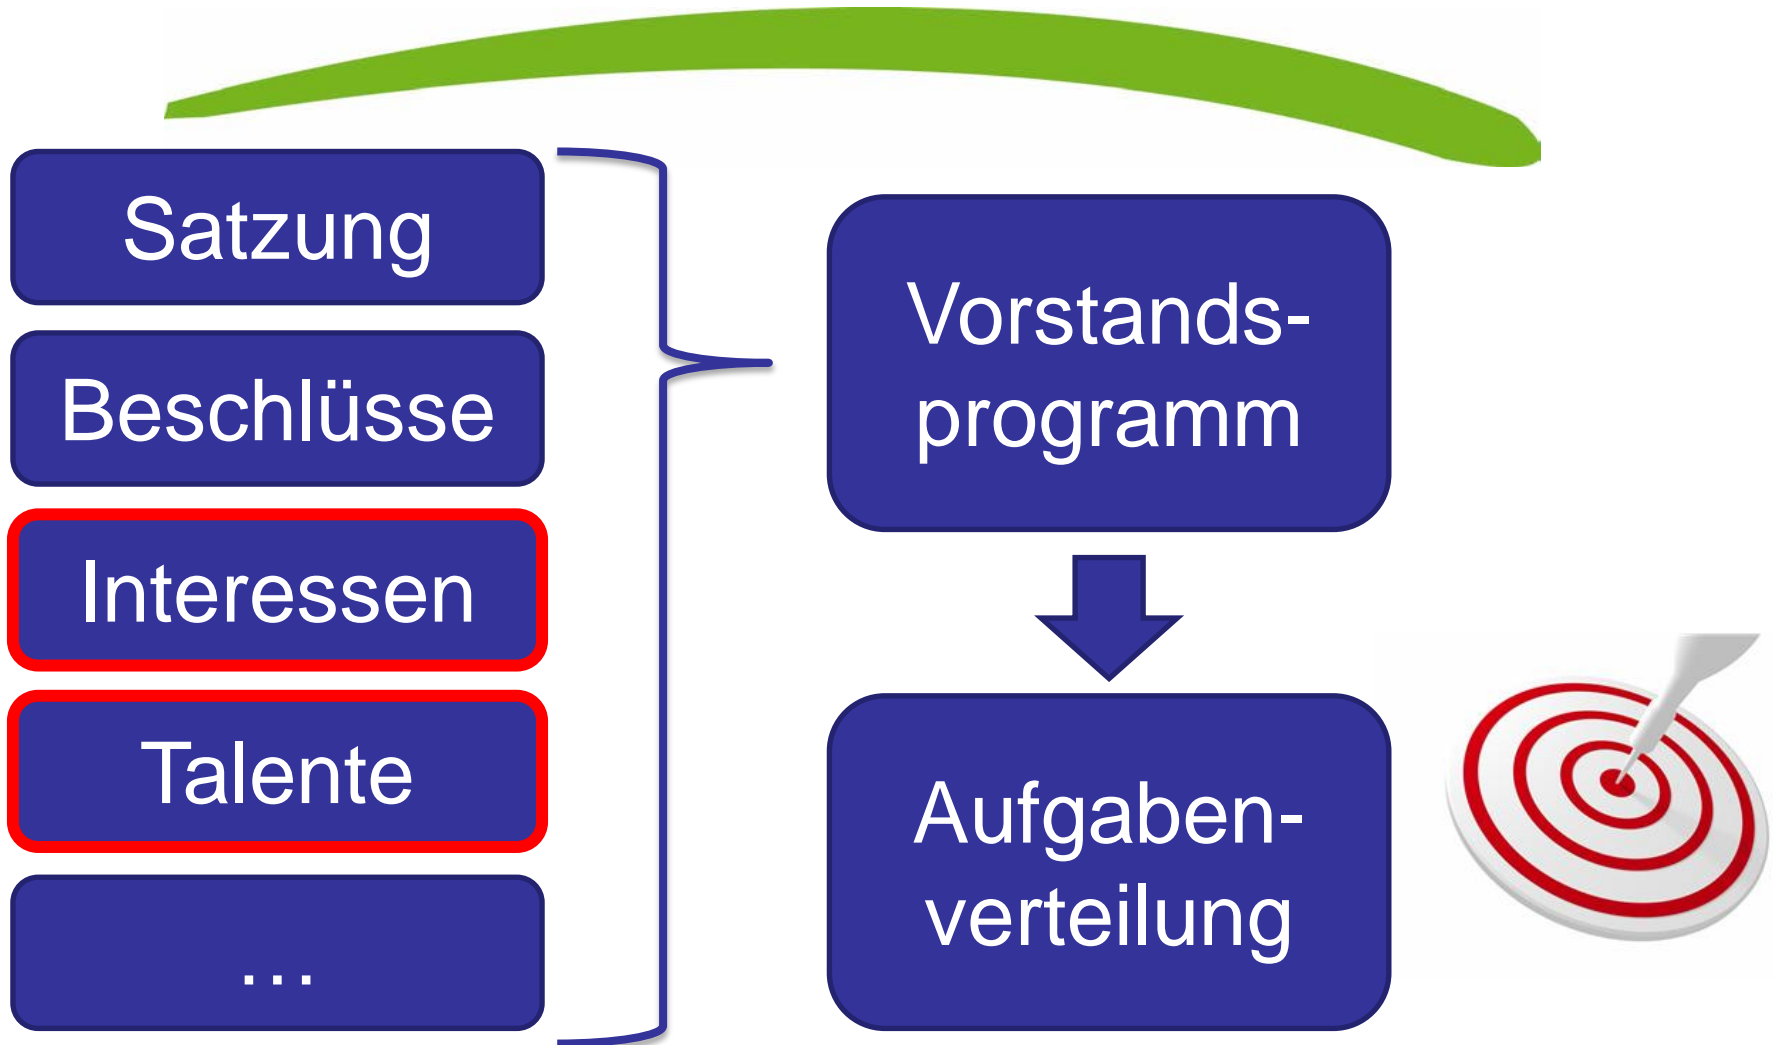 Satzung
Beschlüsse
Interessen
Talente
…
Vorstands-
programm
Aufgaben-
verteilung